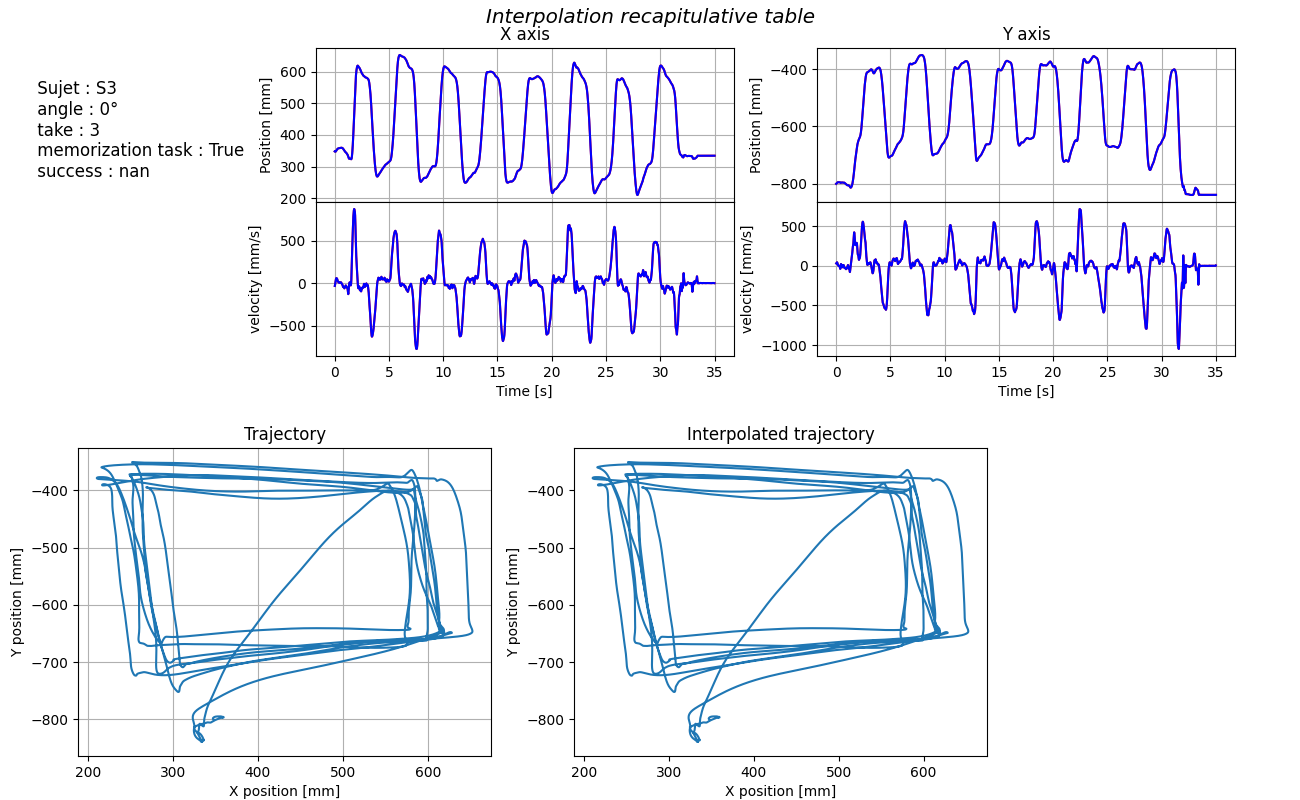 Interpolation recapitulative table
Sujet : S3
angle : 0°
take : 3
memorization task : True
success : nan
X axis
Position [mm]
600
500
400
300
200
velocity [mm/s]
500
0
−500
0 5 10 15 20 25 30 35
Time [s]
Y axis
Position [mm]
−400
−600
−800
velocity [mm/s]
500
0
−500
−1000
0 5 10 15 20 25 30 35
Time [s]
Trajectory
Y position [mm]
−400
−500
−600
−700
−800
200 300 400 500 600
X position [mm]
Interpolated trajectory
Y position [mm]
−400
−500
−600
−700
−800
200 300 400 500 600
X position [mm]